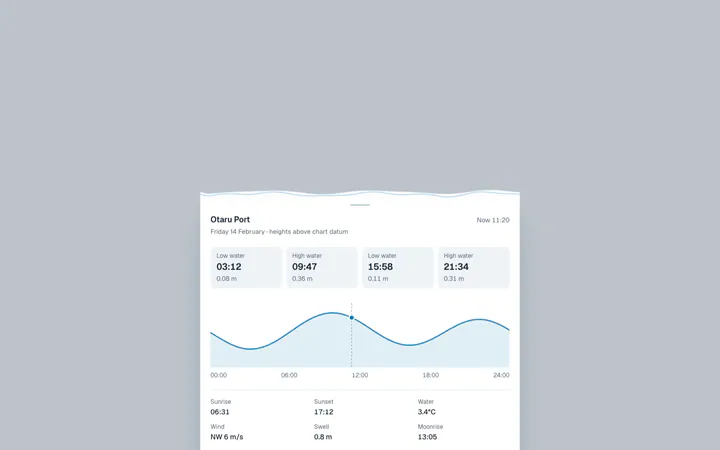 Otaru Port
Now 11:20
Friday 14 February · heights above chart datum
Low water
03:12
0.08 m
High water
09:47
0.36 m
Low water
15:58
0.11 m
High water
21:34
0.31 m
00:00 06:00 12:00 18:00 24:00
Sunrise
06:31
Sunset
17:12
Water
3.4°C
Wind
NW 6 m/s
Swell
0.8 m
Moonrise
13:05